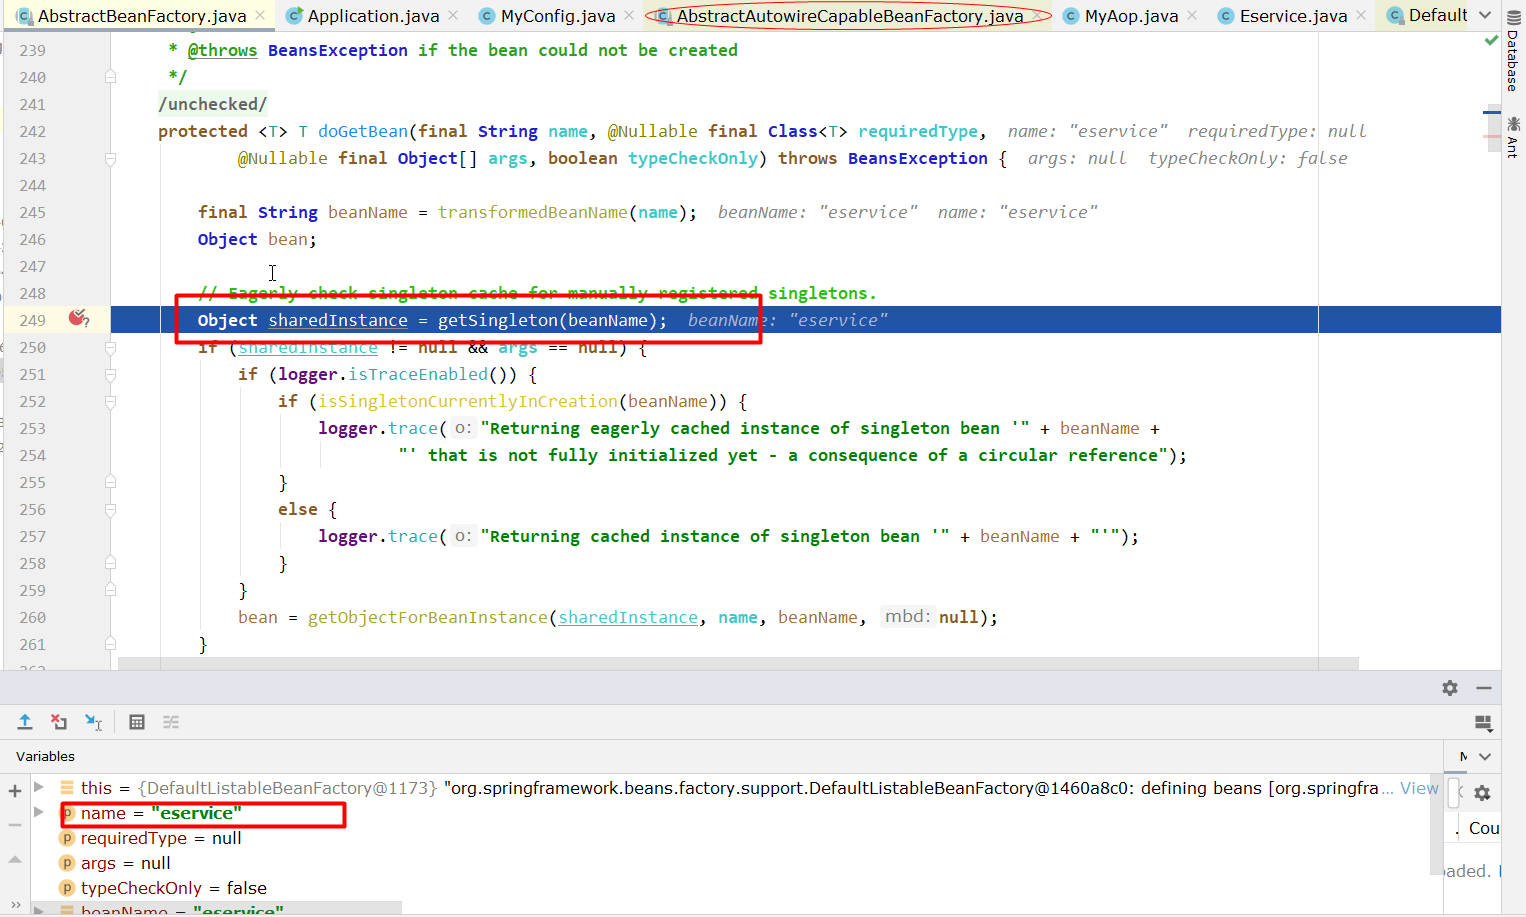 AbstractBeanFactory.java
Application.java
MyConfig.java
AbstractAutowireCapableBeanFactory.java
MyAop.java
Eservice.java
Default
Database
Ant
239 * @throws BeansException if the bean could not be created
240 */
241 /unchecked/
242 protected <T> T doGetBean(final String name, @Nullable final Class<T> requiredType, name: "eservice" requiredType: null
243 @Nullable final Object[] args, boolean typeCheckOnly) throws BeansException { args: null typeCheckOnly: false
244
245 final String beanName = transformedBeanName(name); beanName: "eservice" name: "eservice"
246 Object bean;
247
248 // Eagerly check singleton cache for manually registered singletons.
249 Object sharedInstance = getSingleton(beanName); beanName: "eservice"
250 if (sharedInstance != null && args == null) {
251 if (logger.isTraceEnabled()) {
252 if (isSingletonCurrentlyInCreation(beanName)) {
253 logger.trace( o: "Returning eagerly cached instance of singleton bean '" + beanName +
254 "' that is not fully initialized yet - a consequence of a circular reference");
255 }
256 else {
257 logger.trace( o: "Returning cached instance of singleton bean '" + beanName + "'");
258 }
259 }
260 bean = getObjectForBeanInstance(sharedInstance, name, beanName, mbd: null);
261 }
Variables
this = {DefaultListableBeanFactory@1173} "org.springframework.beans.factory.support.DefaultListableBeanFactory@1460a8c0: defining beans [org.springfra... View
name = "eservice"
requiredType = null
args = null
typeCheckOnly = false
beanName = "eservice"
Cou
oaded.